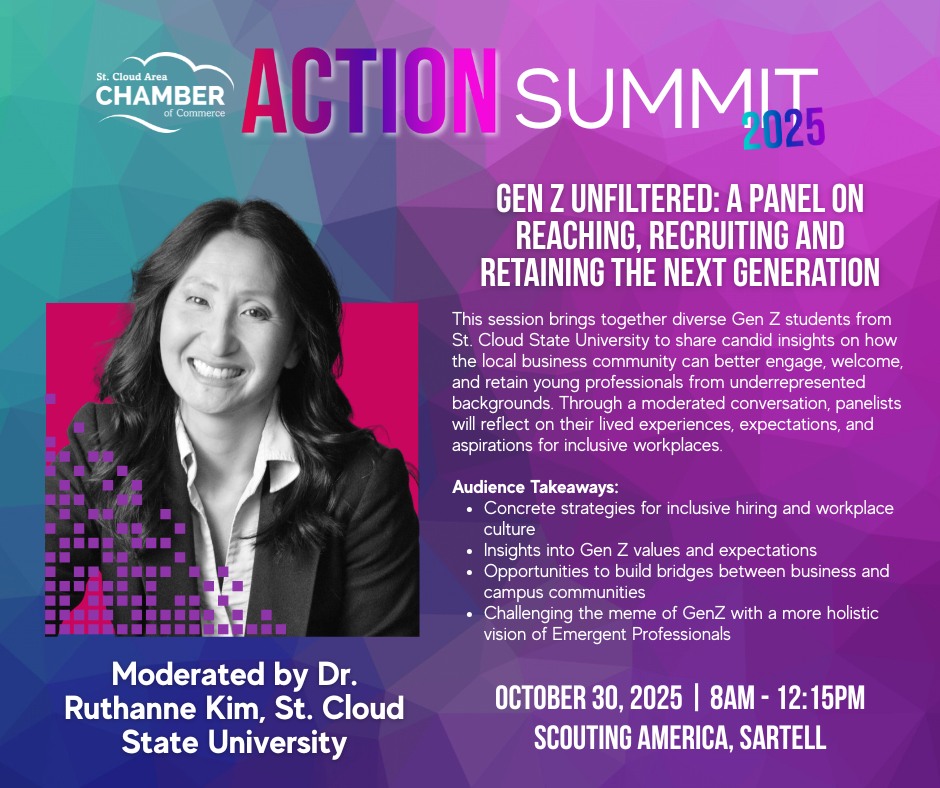 St. Cloud Area
CHAMBER
of Commerce
ACTION SUMMIT
2025
GEN Z UNFILTERED: A PANEL ON
REACHING, RECRUITING AND
RETAINING THE NEXT GENERATION
This session brings together diverse Gen Z students from
St. Cloud State University to share candid insights on how
the local business community can better engage, welcome,
and retain young professionals from underrepresented
backgrounds. Through a moderated conversation, panelists
will reflect on their lived experiences, expectations, and
aspirations for inclusive workplaces.
Audience Takeaways:
• Concrete strategies for inclusive hiring and workplace
culture
• Insights into Gen Z values and expectations
• Opportunities to build bridges between business and
campus communities
• Challenging the meme of GenZ with a more holistic
vision of Emergent Professionals
Moderated by Dr.
Ruthanne Kim, St. Cloud
State University
OCTOBER 30, 2025 | 8AM - 12:15PM
SCOUTING AMERICA, SARTELL